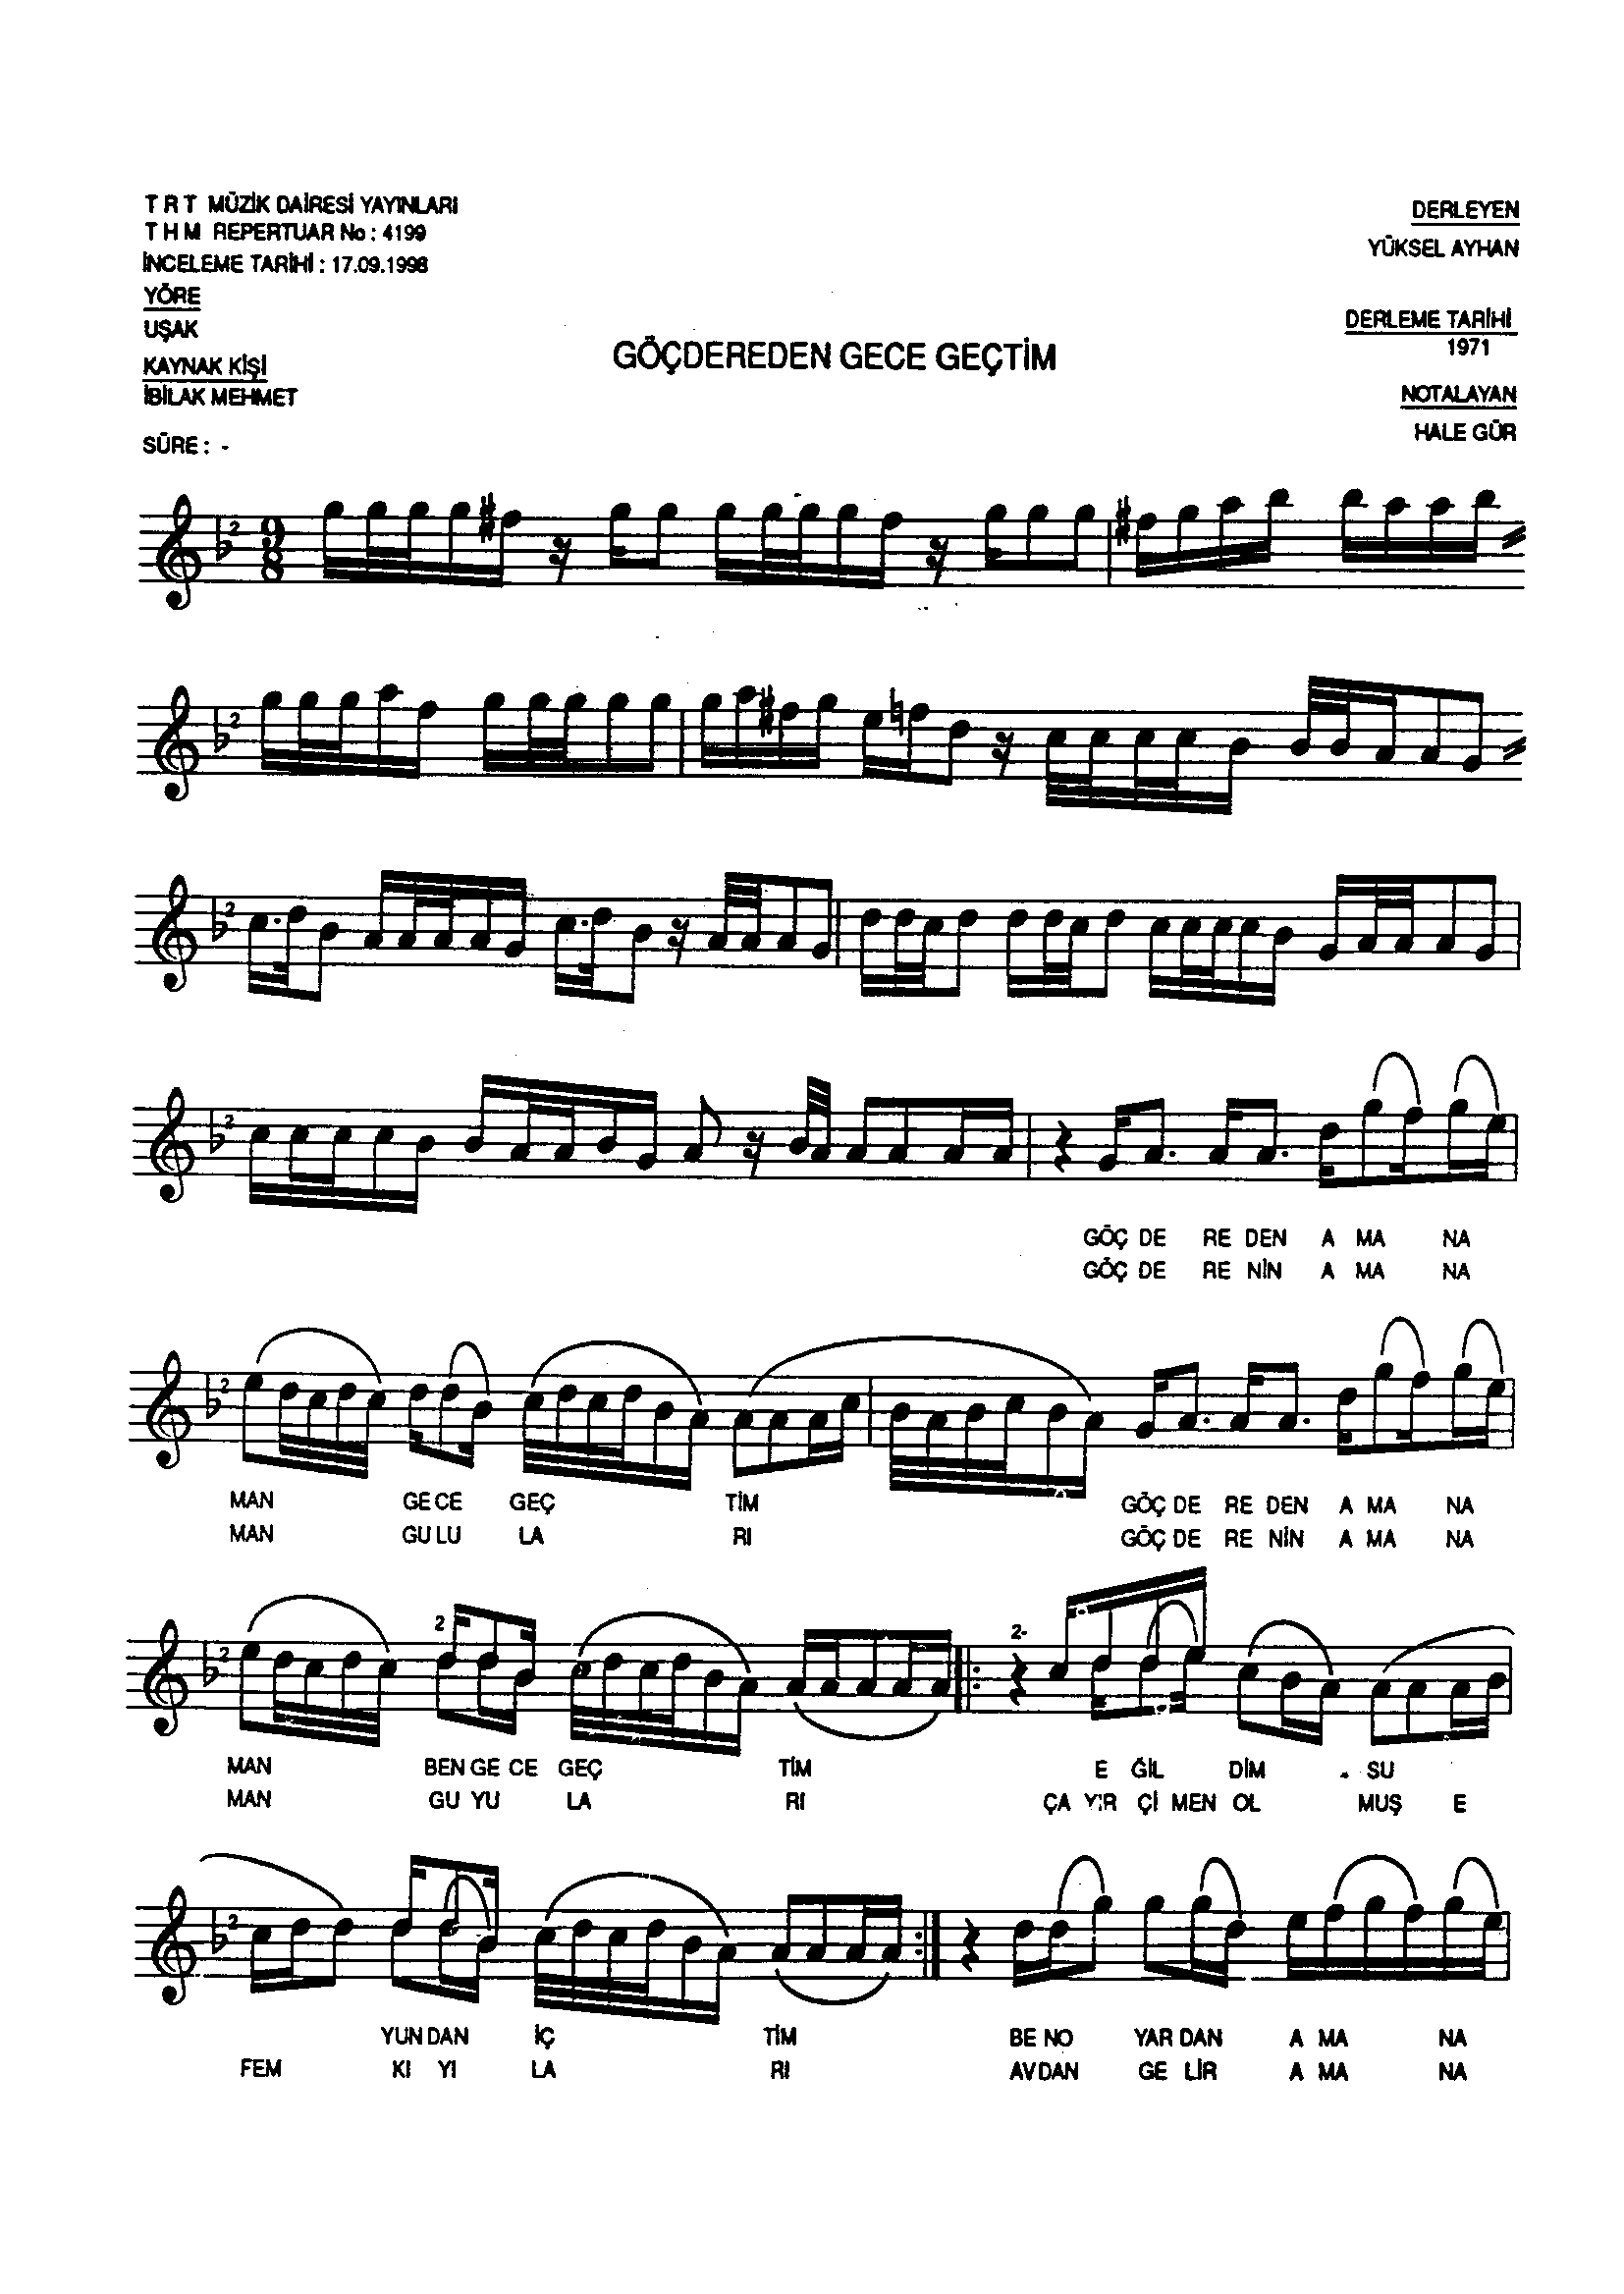 T R T MÜZİK DAİRESİ YAYINLARI
T H M REPERTUAR No : 4199
İNCELEME TARİHİ : 17.09.1998
YÖRE
UŞAK
KAYNAK KİŞİ
İBİLAK MEHMET
SÜRE : -
DERLEYEN
YÜKSEL AYHAN
DERLEME TARİHİ
1971
NOTALAYAN
HALE GÜR
GÖÇDEREDEN GECE GEÇTİM
GÖÇ DE RE DEN A MA NA
GÖÇ DE RE NİN A MA NA
MAN GE CE GEÇ TİM GÖÇ DE RE DEN A MA NA
MAN GU LU LA RI GÖÇ DE RE NİN A MA NA
MAN BEN GE CE GEÇ TİM E ĞİL DİM SU
MAN GU YU LA RI ÇA YIR Çİ MEN OL MUŞ E
YUN DAN İÇ TİM BE NO YAR DAN A MA NA
FEM KI YI LA RI AV DAN GE LİR A MA NA